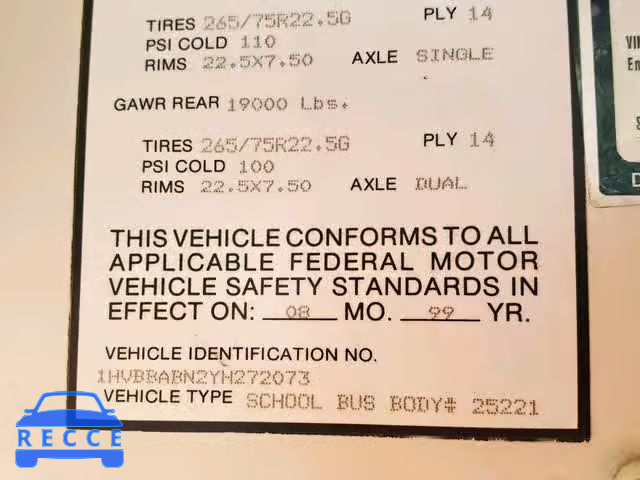 TIRES 265/75R22.5G PLY 14
PSI COLD 110
RIMS 22.5X7.50 AXLE SINGLE
GAWR REAR 19000 Lbs.
TIRES 265/75R22.5G PLY 14
PSI COLD 100
RIMS 22.5X7.50 AXLE DUAL
THIS VEHICLE CONFORMS TO ALL
APPLICABLE FEDERAL MOTOR
VEHICLE SAFETY STANDARDS IN
EFFECT ON: 08 MO. 99 YR.
VEHICLE IDENTIFICATION NO.
1HVBBABN2YH272073
VEHICLE TYPE SCHOOL BUS BODY# 25221
RECCE
VIN
En
S
D